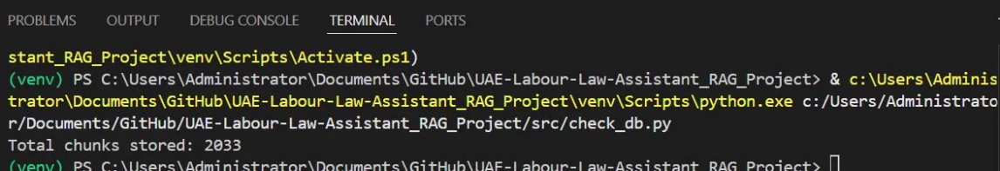 PROBLEMS OUTPUT DEBUG CONSOLE TERMINAL PORTS
stant_RAG_Project\venv\Scripts\Activate.ps1)
(venv) PS C:\Users\Administrator\Documents\GitHub\UAE-Labour-Law-Assistant_RAG_Project> & c:\Users\Adminis
trator\Documents\GitHub\UAE-Labour-Law-Assistant_RAG_Project\venv\Scripts\python.exe c:/Users/Administrato
r/Documents/GitHub/UAE-Labour-Law-Assistant_RAG_Project/src/check_db.py
Total chunks stored: 2033
(venv) PS C:\Users\Administrator\Documents\GitHub\UAE-Labour-Law-Assistant_RAG_Project>